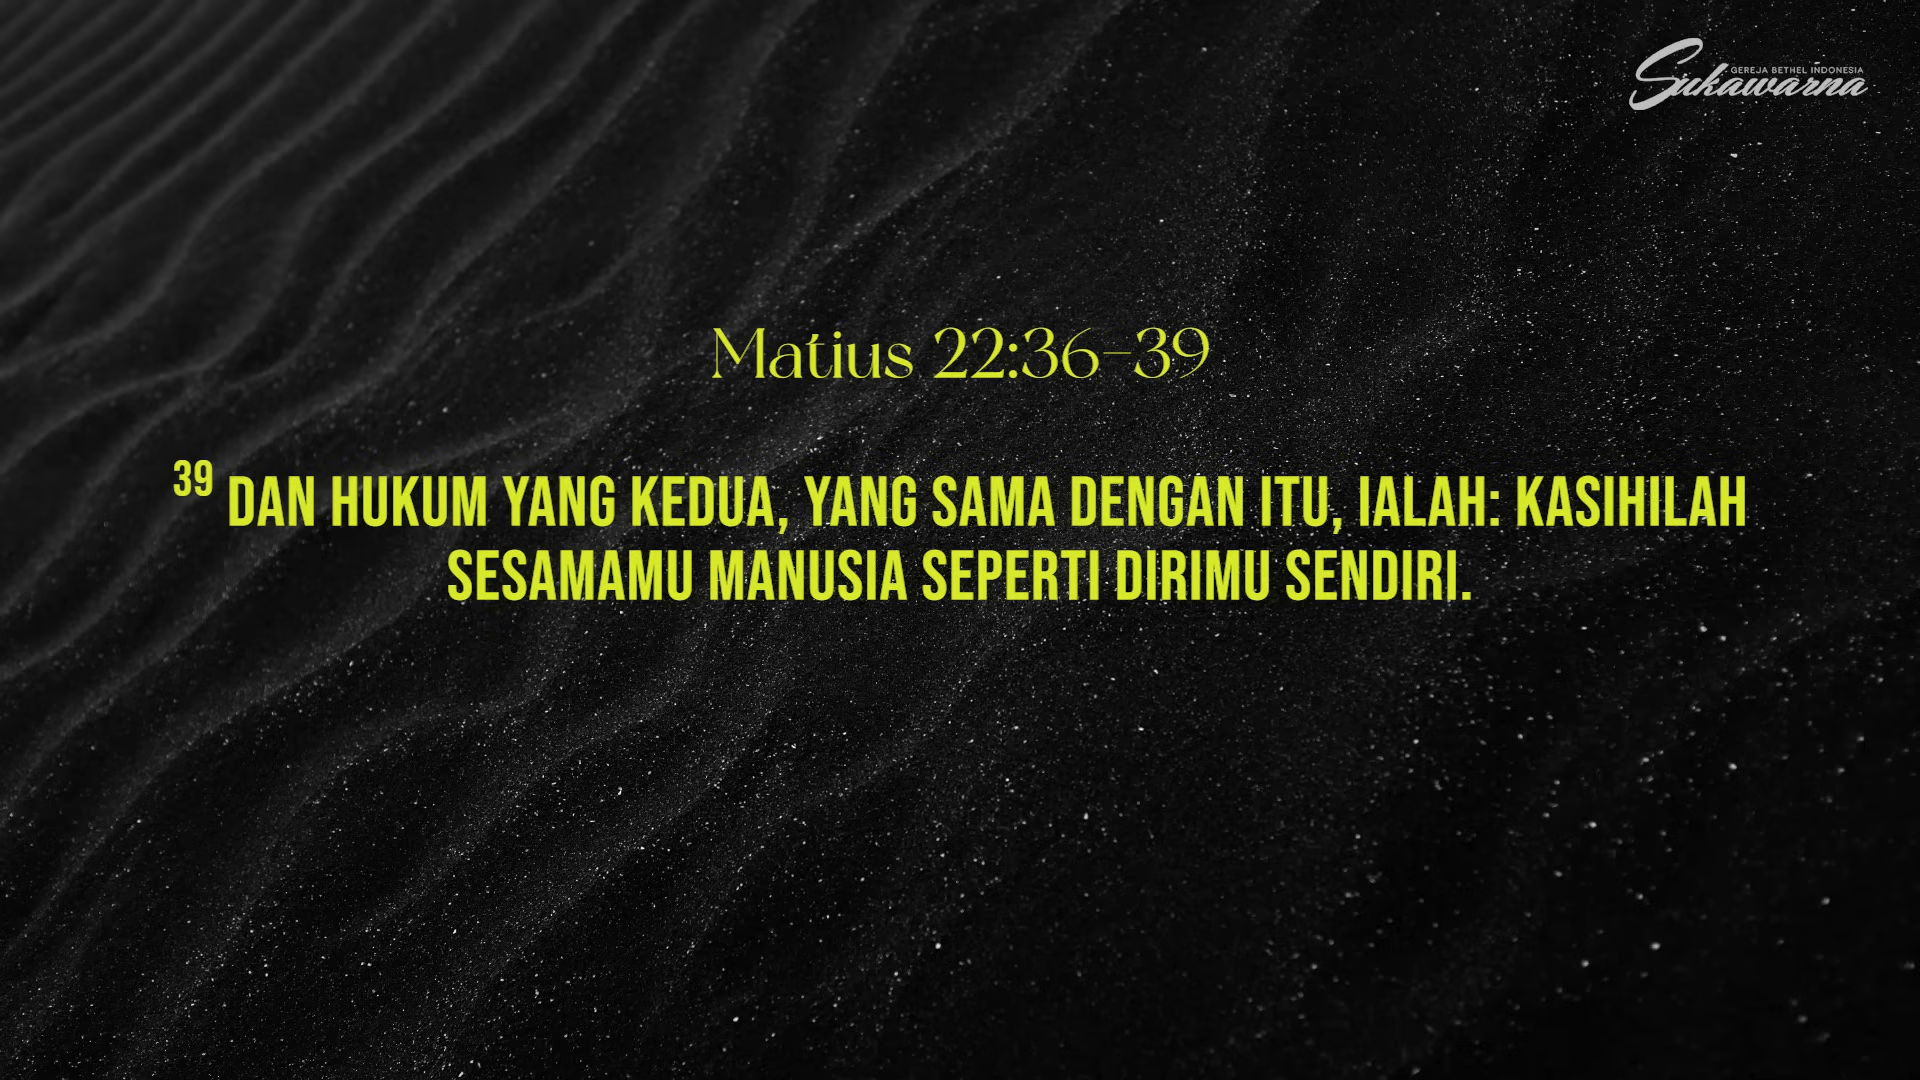 GEREJA BETHEL INDONESIA
Sukawarna
Matius 22:36-39
39 DAN HUKUM YANG KEDUA, YANG SAMA DENGAN ITU, IALAH: KASIHILAH
SESAMAMU MANUSIA SEPERTI DIRIMU SENDIRI.